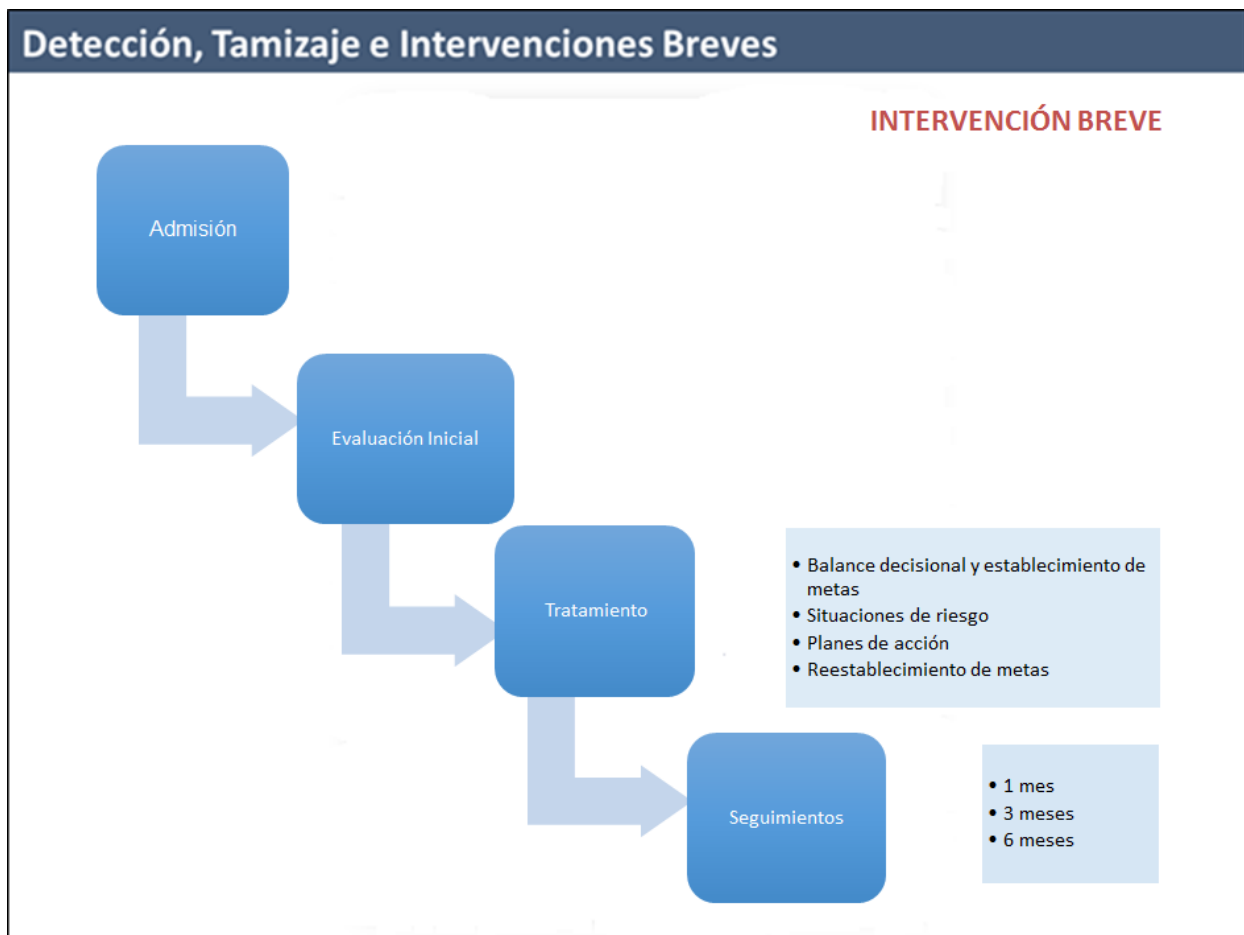 Detección, Tamizaje e Intervenciones Breves
INTERVENCIÓN BREVE
Admisión
Evaluación Inicial
Tratamiento
• Balance decisional y establecimiento de
metas
• Situaciones de riesgo
• Planes de acción
• Reestablecimiento de metas
Seguimientos
• 1 mes
• 3 meses
• 6 meses